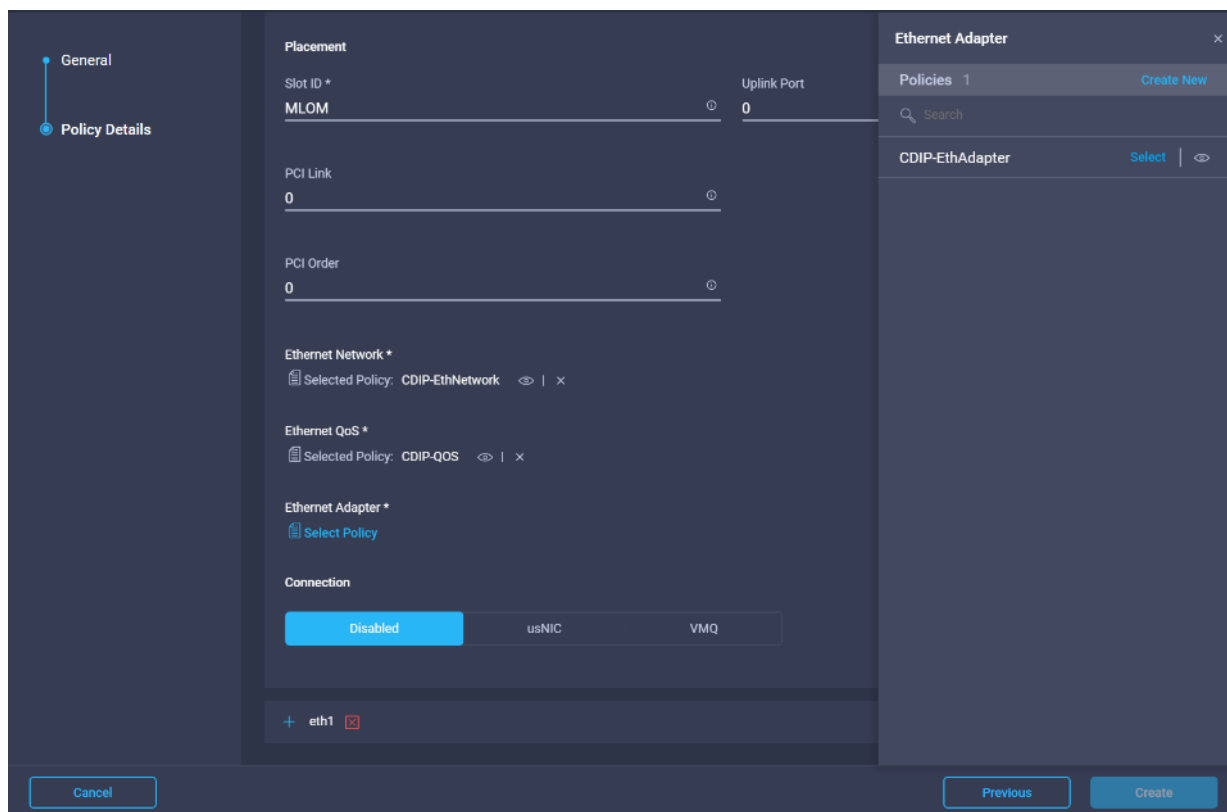 General
Policy Details
Placement
Slot ID *
MLOM
Uplink Port
0
PCI Link
0
PCI Order
0
Ethernet Network *
Selected Policy: CDIP-EthNetwork
Ethernet QoS *
Selected Policy: CDIP-QOS
Ethernet Adapter *
Select Policy
Connection
Disabled usNIC VMQ
eth1
Ethernet Adapter
Policies 1 Create New
Search
CDIP-EthAdapter Select
Cancel Previous Create